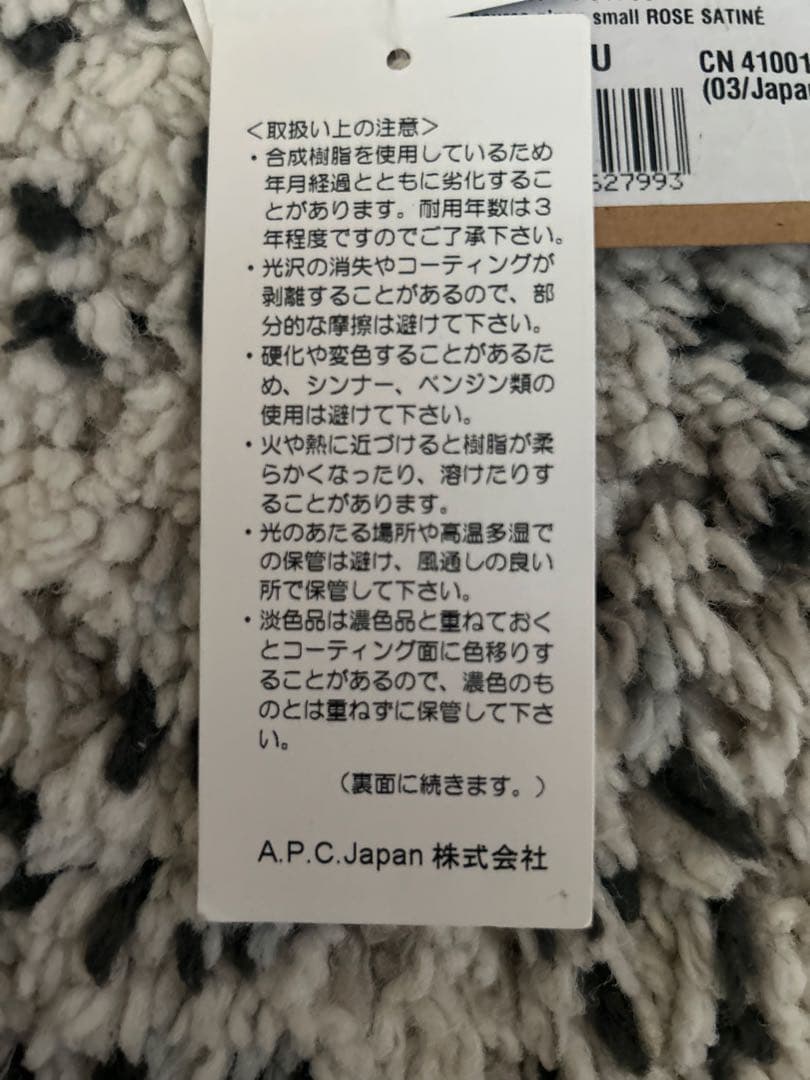 small ROSE SATINÉ
U
CN 41001
(03/Japan
527993
＜取扱い上の注意＞
・合成樹脂を使用しているため
年月経過とともに劣化するこ
とがあります。耐用年数は３
年程度ですのでご了承下さい。
・光沢の消失やコーティングが
剥離することがあるので、部
分的な摩擦は避けて下さい。
・硬化や変色することがあるた
め、シンナー、ベンジン類の
使用は避けて下さい。
・火や熱に近づけると樹脂が柔
らかくなったり、溶けたりす
ることがあります。
・光のあたる場所や高温多湿で
の保管は避け、風通しの良い
所で保管して下さい。
・淡色品は濃色品と重ねておく
とコーティング面に色移りす
ることがあるので、濃色のも
のとは重ねずに保管して下さ
い。
（裏面に続きます。）
A.P.C.Japan 株式会社